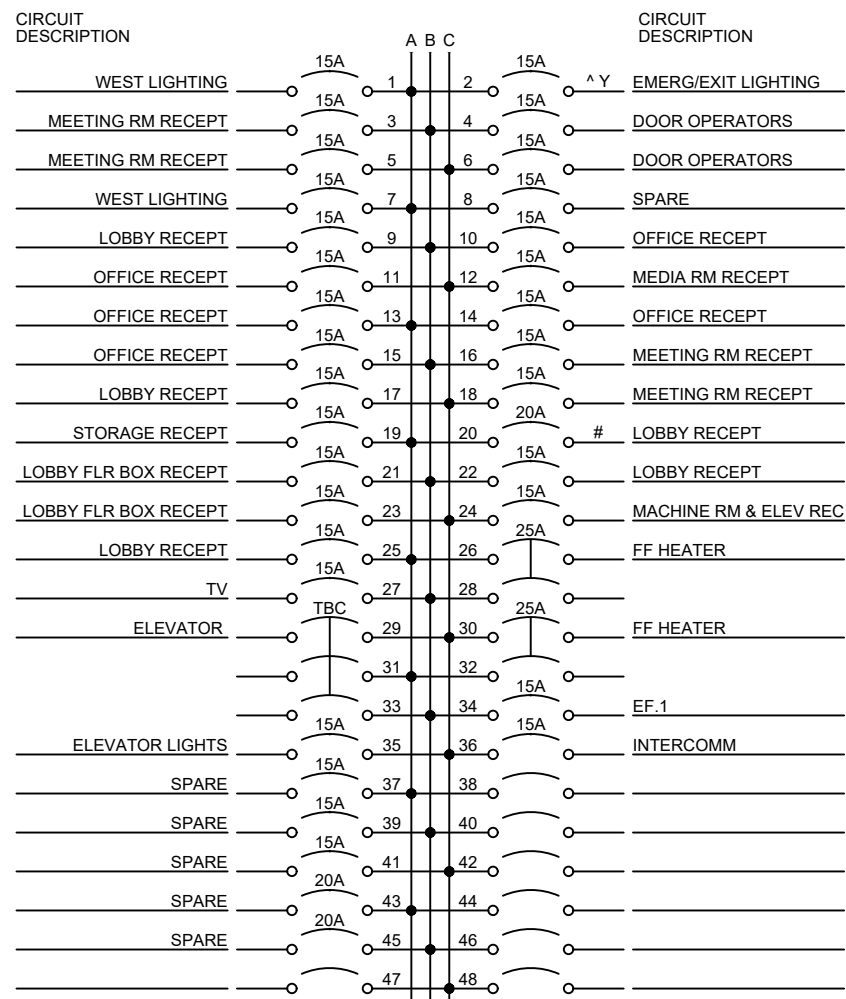 CIRCUIT DESCRIPTION A B C CIRCUIT DESCRIPTION
15A 15A
WEST LIGHTING 1 2 ^ Y EMERG/EXIT LIGHTING
15A 15A
MEETING RM RECEPT 3 4 DOOR OPERATORS
15A 15A
MEETING RM RECEPT 5 6 DOOR OPERATORS
15A 15A
WEST LIGHTING 7 8 SPARE
15A 15A
LOBBY RECEPT 9 10 OFFICE RECEPT
15A 15A
OFFICE RECEPT 11 12 MEDIA RM RECEPT
15A 15A
OFFICE RECEPT 13 14 OFFICE RECEPT
15A 15A
OFFICE RECEPT 15 16 MEETING RM RECEPT
15A 15A
LOBBY RECEPT 17 18 MEETING RM RECEPT
15A 20A
STORAGE RECEPT 19 20 # LOBBY RECEPT
15A 15A
LOBBY FLR BOX RECEPT 21 22 LOBBY RECEPT
15A 15A
LOBBY FLR BOX RECEPT 23 24 MACHINE RM & ELEV REC
15A 25A
LOBBY RECEPT 25 26 FF HEATER
15A
TV 27 28
TBC 25A
ELEVATOR 29 30 FF HEATER
31 32
15A
33 34 EF.1
15A 15A
ELEVATOR LIGHTS 35 36 INTERCOMM
15A
SPARE 37 38
15A
SPARE 39 40
15A
SPARE 41 42
20A
SPARE 43 44
20A
SPARE 45 46
47 48